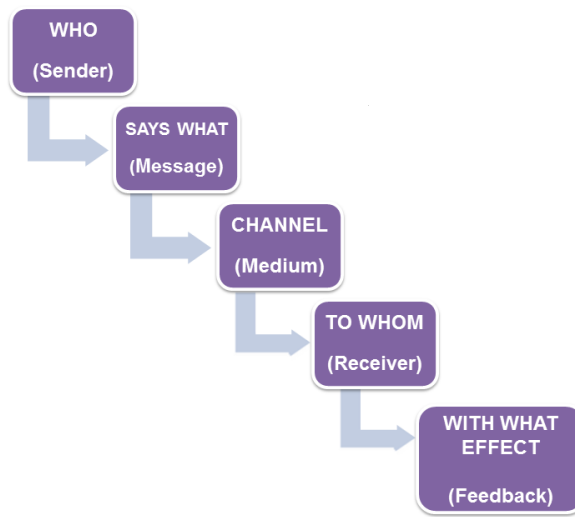 WHO
(Sender)
SAYS WHAT
(Message)
CHANNEL
(Medium)
TO WHOM
(Receiver)
WITH WHAT
EFFECT
(Feedback)